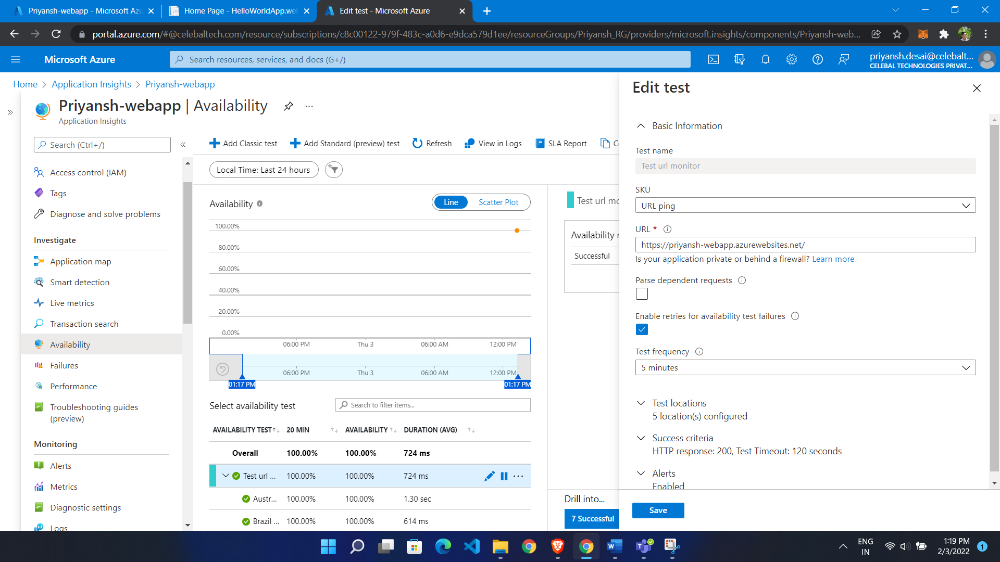 Priyansh-webapp - Microsoft Azu
Home Page - HelloWorldApp.we
Edit test - Microsoft Azure
portal.azure.com/#@celebaltech.com/resource/subscriptions/c8c00122-979f-483c-a0d6-e9dca579d1ee/resourceGroups/Priyansh_RG/providers/microsoft.insights/components/Priyansh-web...
Microsoft Azure
Search resources, services, and docs (G+/)
priyansh.desai@celebalt...
CELEBAL TECHNOLOGIES PRIVAT...
Home > Application Insights > Priyansh-webapp
Priyansh-webapp | Availability
...
Application Insights
Search (Ctrl+/)
Access control (IAM)
Tags
Diagnose and solve problems
Investigate
Application map
Smart detection
Live metrics
Transaction search
Availability
Failures
Performance
Troubleshooting guides
(preview)
Monitoring
Alerts
Metrics
Diagnostic settings
Logs
Add Classic test
Add Standard (preview) test
Refresh
View in Logs
SLA Report
Local Time: Last 24 hours
Availability
Line
Scatter Plot
100.00%
80.00%
60.00%
40.00%
20.00%
0.00%
06:00 PM Thu 3 06:00 AM 12:00 PM
06:00 PM Thu 3 06:00 AM 12:00 PM
01:17 PM 01:17 PM
Select availability test
Search to filter items...
AVAILABILITY TEST 20 MIN AVAILABILITY DURATION (AVG)
Overall 100.00% 100.00% 724 ms
Test url ... 100.00% 100.00% 724 ms
Austr... 100.00% 100.00% 1.30 sec
Brazil ... 100.00% 100.00% 614 ms
Test url mo
Availability r
Successful
Drill into...
7 Successful
Edit test
Basic Information
Test name
Test url monitor
SKU
URL ping
URL *
https://priyansh-webapp.azurewebsites.net/
Is your application private or behind a firewall? Learn more
Parse dependent requests
Enable retries for availability test failures
Test frequency
5 minutes
Test locations
5 location(s) configured
Success criteria
HTTP response: 200, Test Timeout: 120 seconds
Alerts
Enabled
Save
ENG
IN
1:19 PM
2/3/2022
1